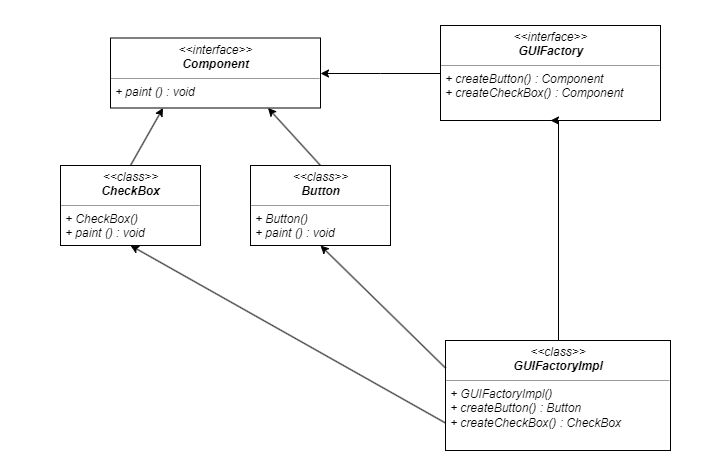 <<interface>>
Component
+ paint () : void
<<interface>>
GUIFactory
+ createButton() : Component
+ createCheckBox() : Component
<<class>>
CheckBox
+ CheckBox()
+ paint () : void
<<class>>
Button
+ Button()
+ paint () : void
<<class>>
GUIFactoryImpl
+ GUIFactoryImpl()
+ createButton() : Button
+ createCheckBox() : CheckBox